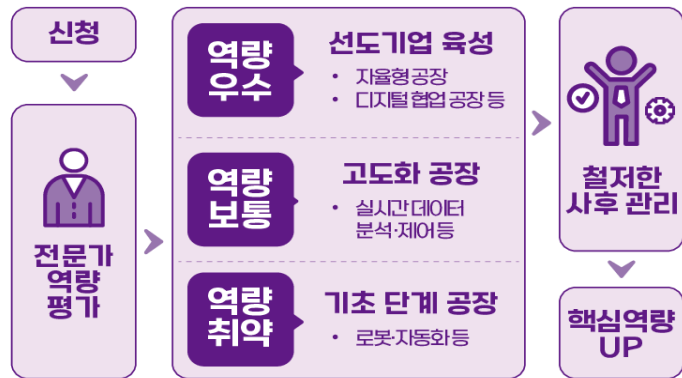 신청
전문가
역량
평가
역량
우수
선도기업 육성
• 자율형 공장
• 디지털 협업 공장 등
역량
보통
고도화 공장
• 실시간 데이터
분석·제어 등
역량
취약
기초 단계 공장
• 로봇·자동화 등
철저한
사후 관리
핵심역량
UP